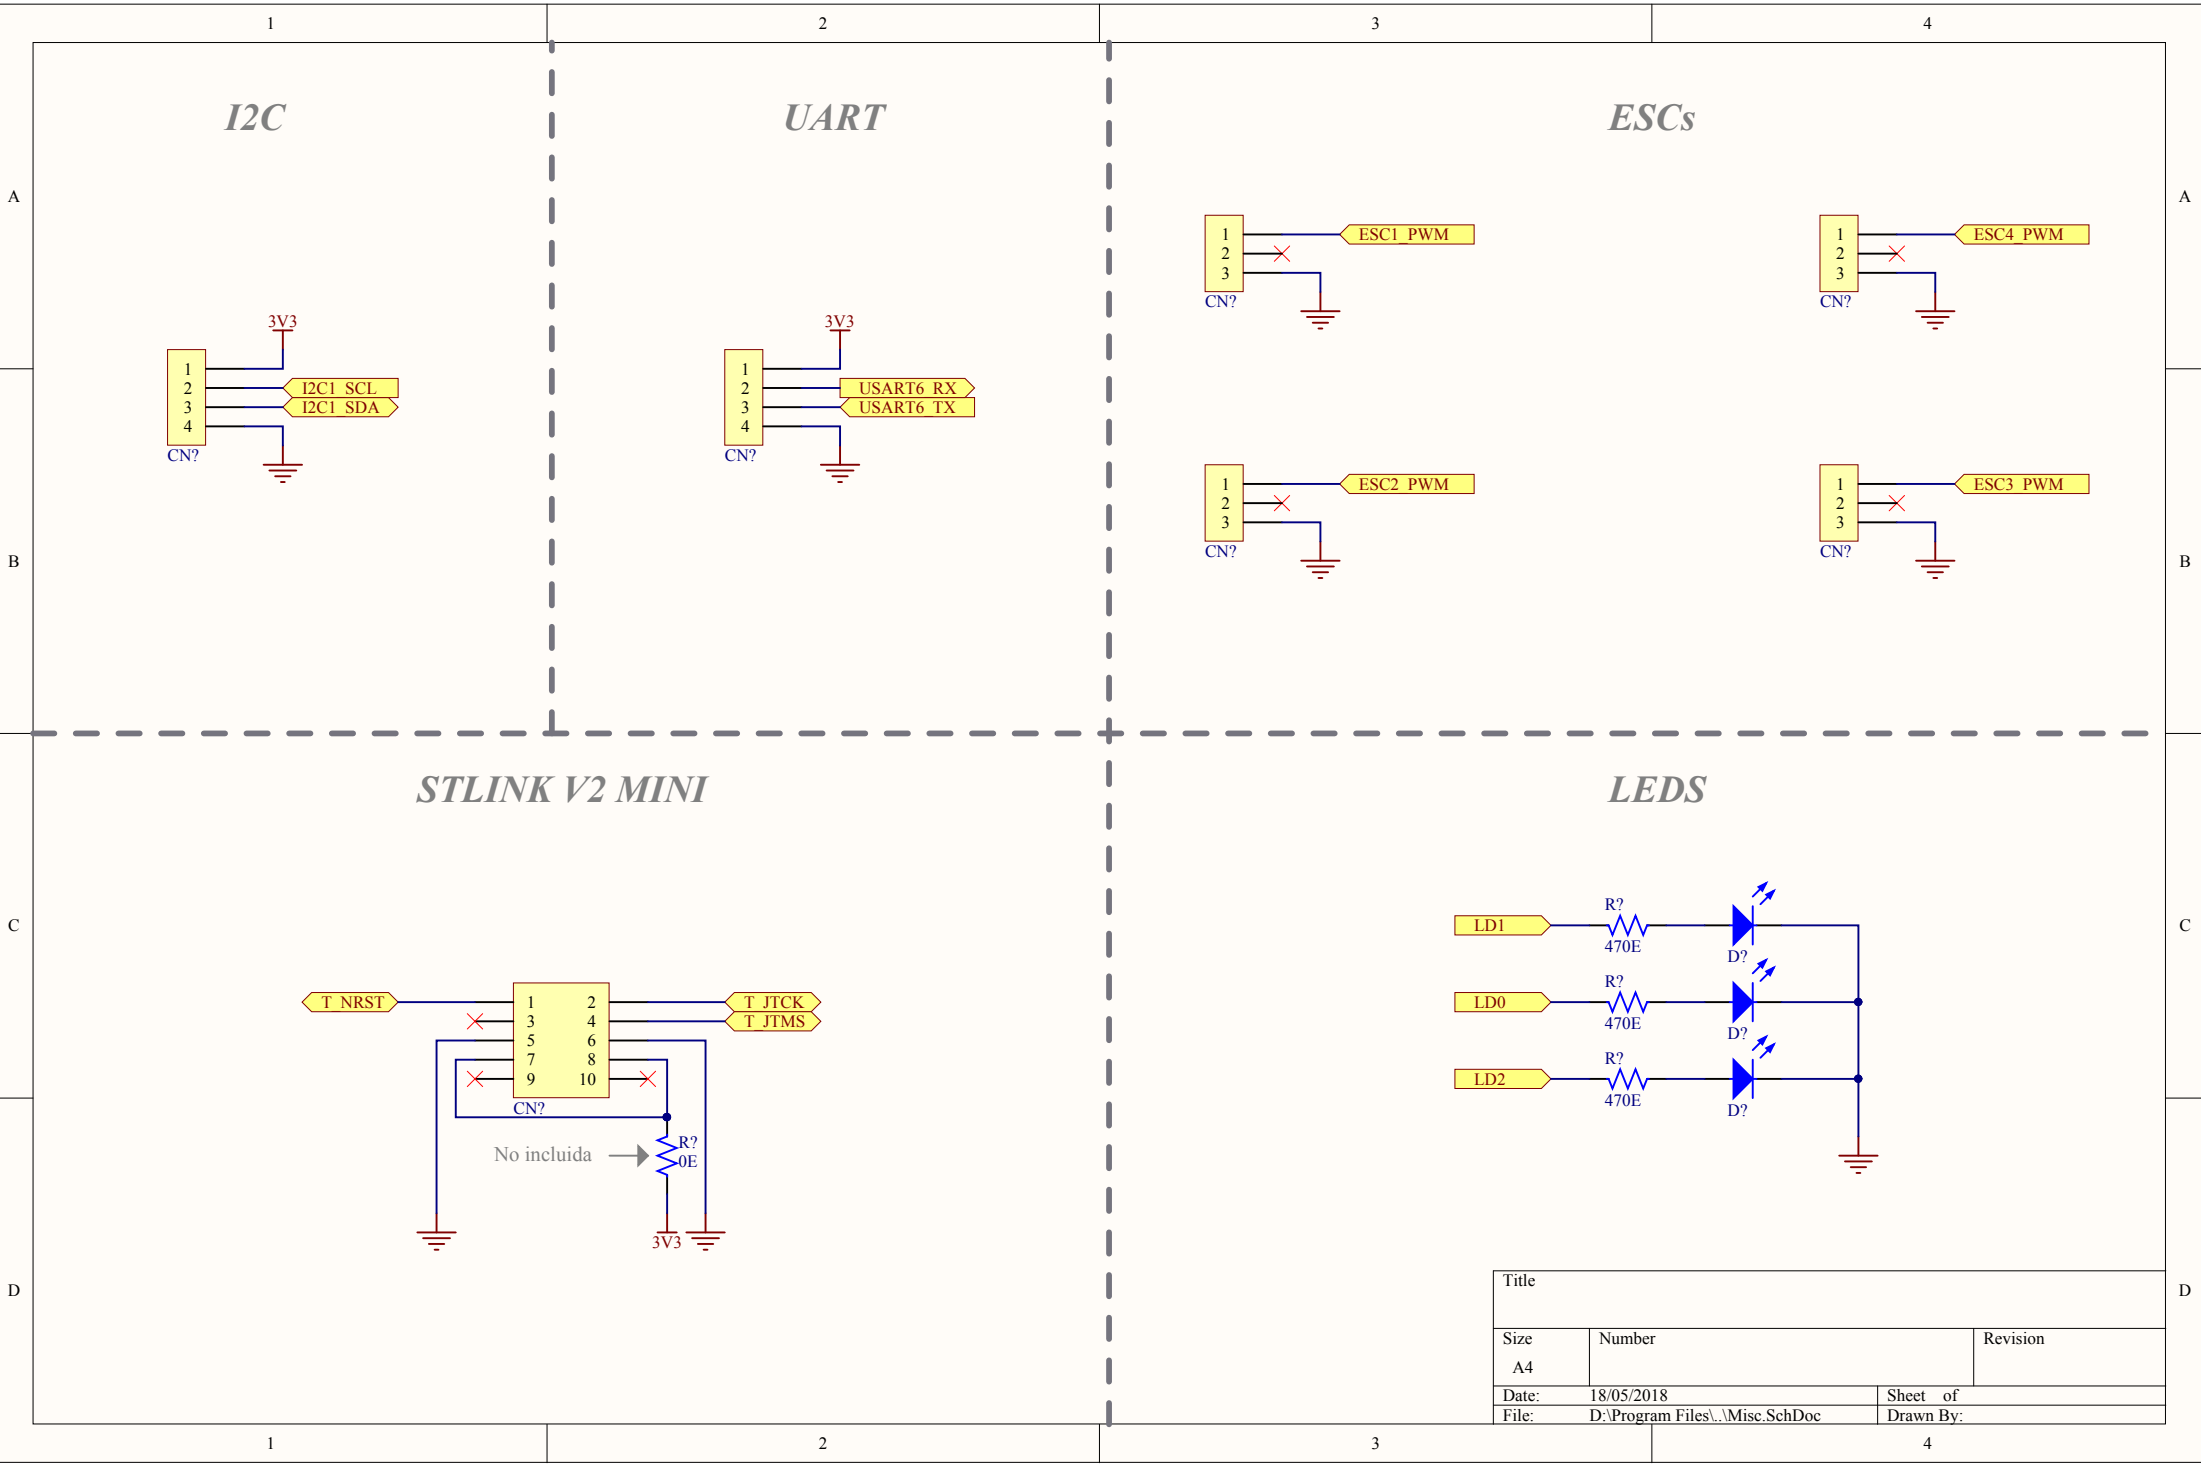 1 2 3 4
I2C
UART
ESCs
A
A
1 ESC1_PWM
2
3
CN?
1 ESC4_PWM
2
3
CN?
3V3
1
2 I2C1_SCL
3 I2C1_SDA
4
CN?
3V3
1
2 USART6_RX
3 USART6_TX
4
CN?
1 ESC2_PWM
2
3
CN?
1 ESC3_PWM
2
3
CN?
B
B
STLINK V2 MINI
LEDS
C
C
T_NRST 1 2 T_JTCK
3 4 T_JTMS
5 6
7 8
9 10
CN?
No incluida
R?
0E
3V3
R?
LD1
470E
D?
R?
LD0
470E
D?
R?
LD2
470E
D?
D
D
Title
Size Number Revision
A4
Date: 18/05/2018 Sheet of
File: D:\Program Files\..\Misc.SchDoc Drawn By:
1 2 3 4